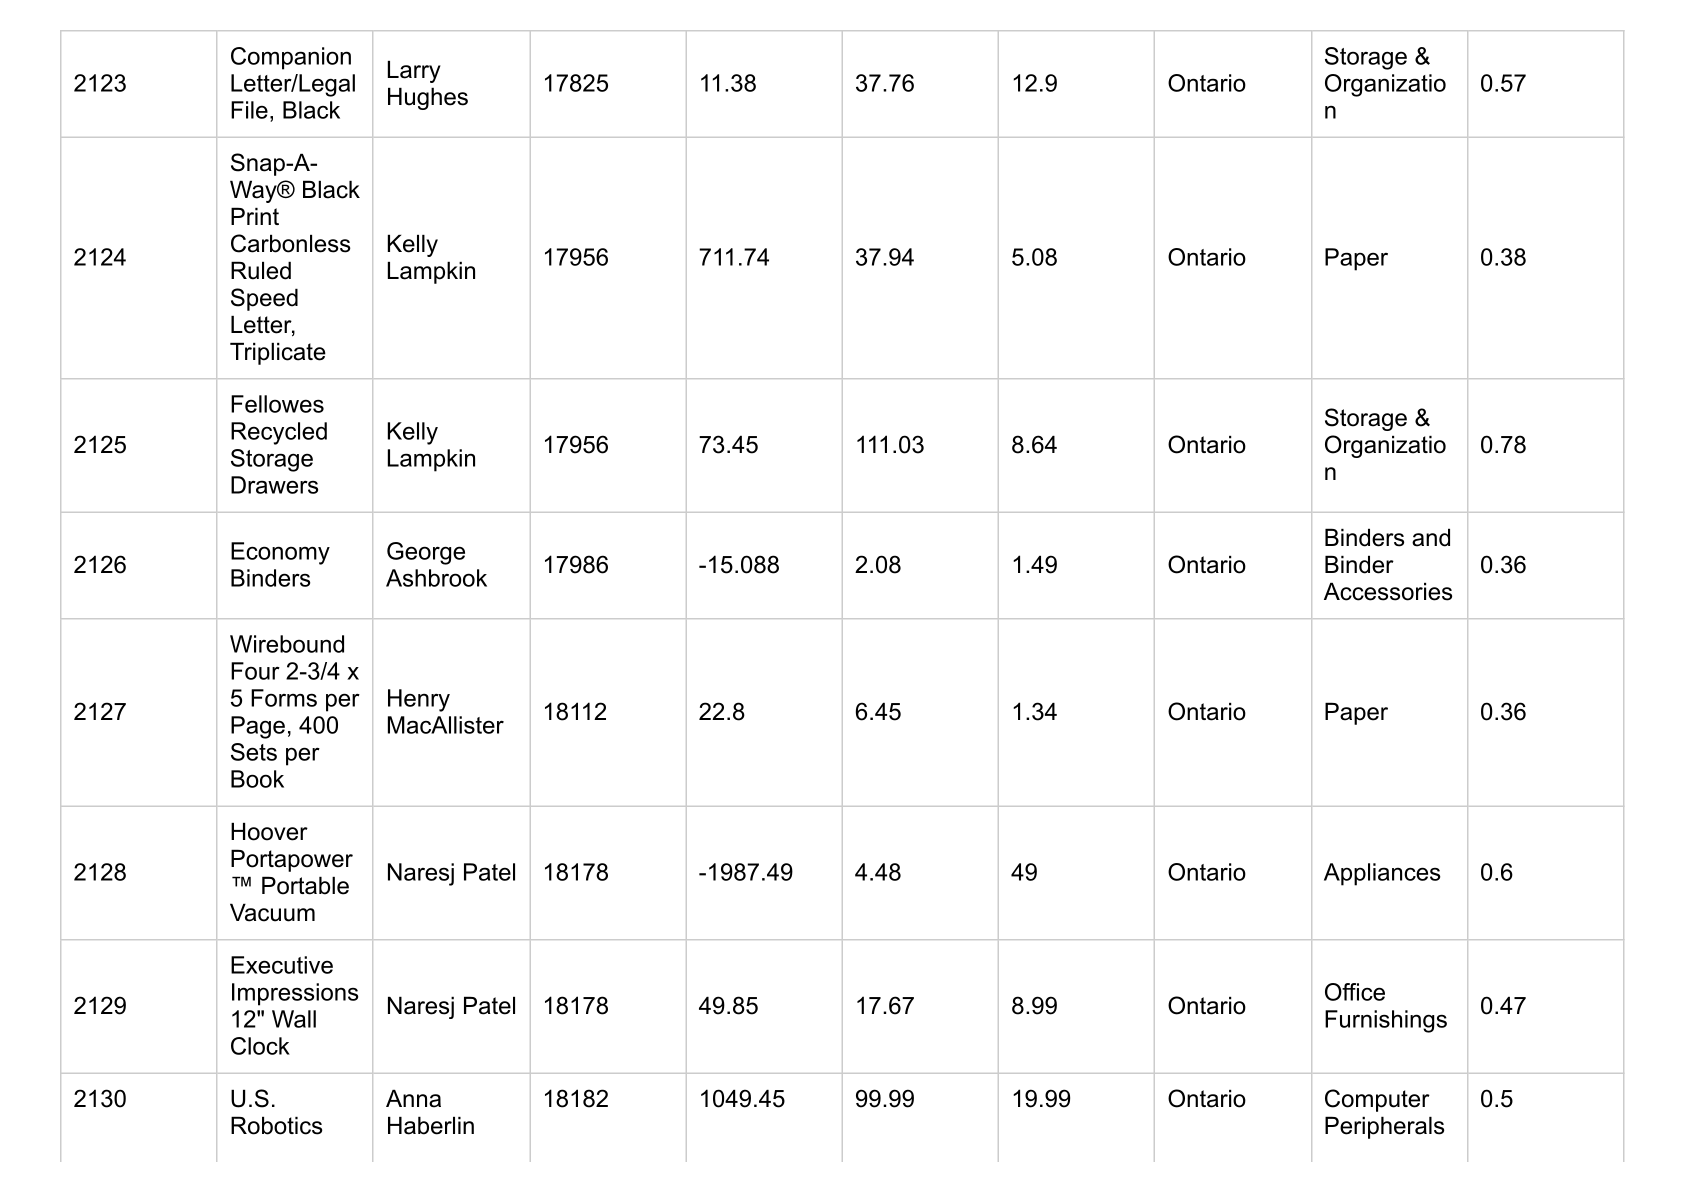 2123 Companion Letter/Legal File, Black Larry Hughes 17825 11.38 37.76 12.9 Ontario Storage & Organization 0.57
2124 Snap-A-Way® Black Print Carbonless Ruled Speed Letter, Triplicate Kelly Lampkin 17956 711.74 37.94 5.08 Ontario Paper 0.38
2125 Fellowes Recycled Storage Drawers Kelly Lampkin 17956 73.45 111.03 8.64 Ontario Storage & Organization 0.78
2126 Economy Binders George Ashbrook 17986 -15.088 2.08 1.49 Ontario Binders and Binder Accessories 0.36
2127 Wirebound Four 2-3/4 x 5 Forms per Page, 400 Sets per Book Henry MacAllister 18112 22.8 6.45 1.34 Ontario Paper 0.36
2128 Hoover Portapower™ Portable Vacuum Naresj Patel 18178 -1987.49 4.48 49 Ontario Appliances 0.6
2129 Executive Impressions 12" Wall Clock Naresj Patel 18178 49.85 17.67 8.99 Ontario Office Furnishings 0.47
2130 U.S. Robotics Anna Haberlin 18182 1049.45 99.99 19.99 Ontario Computer Peripherals 0.5